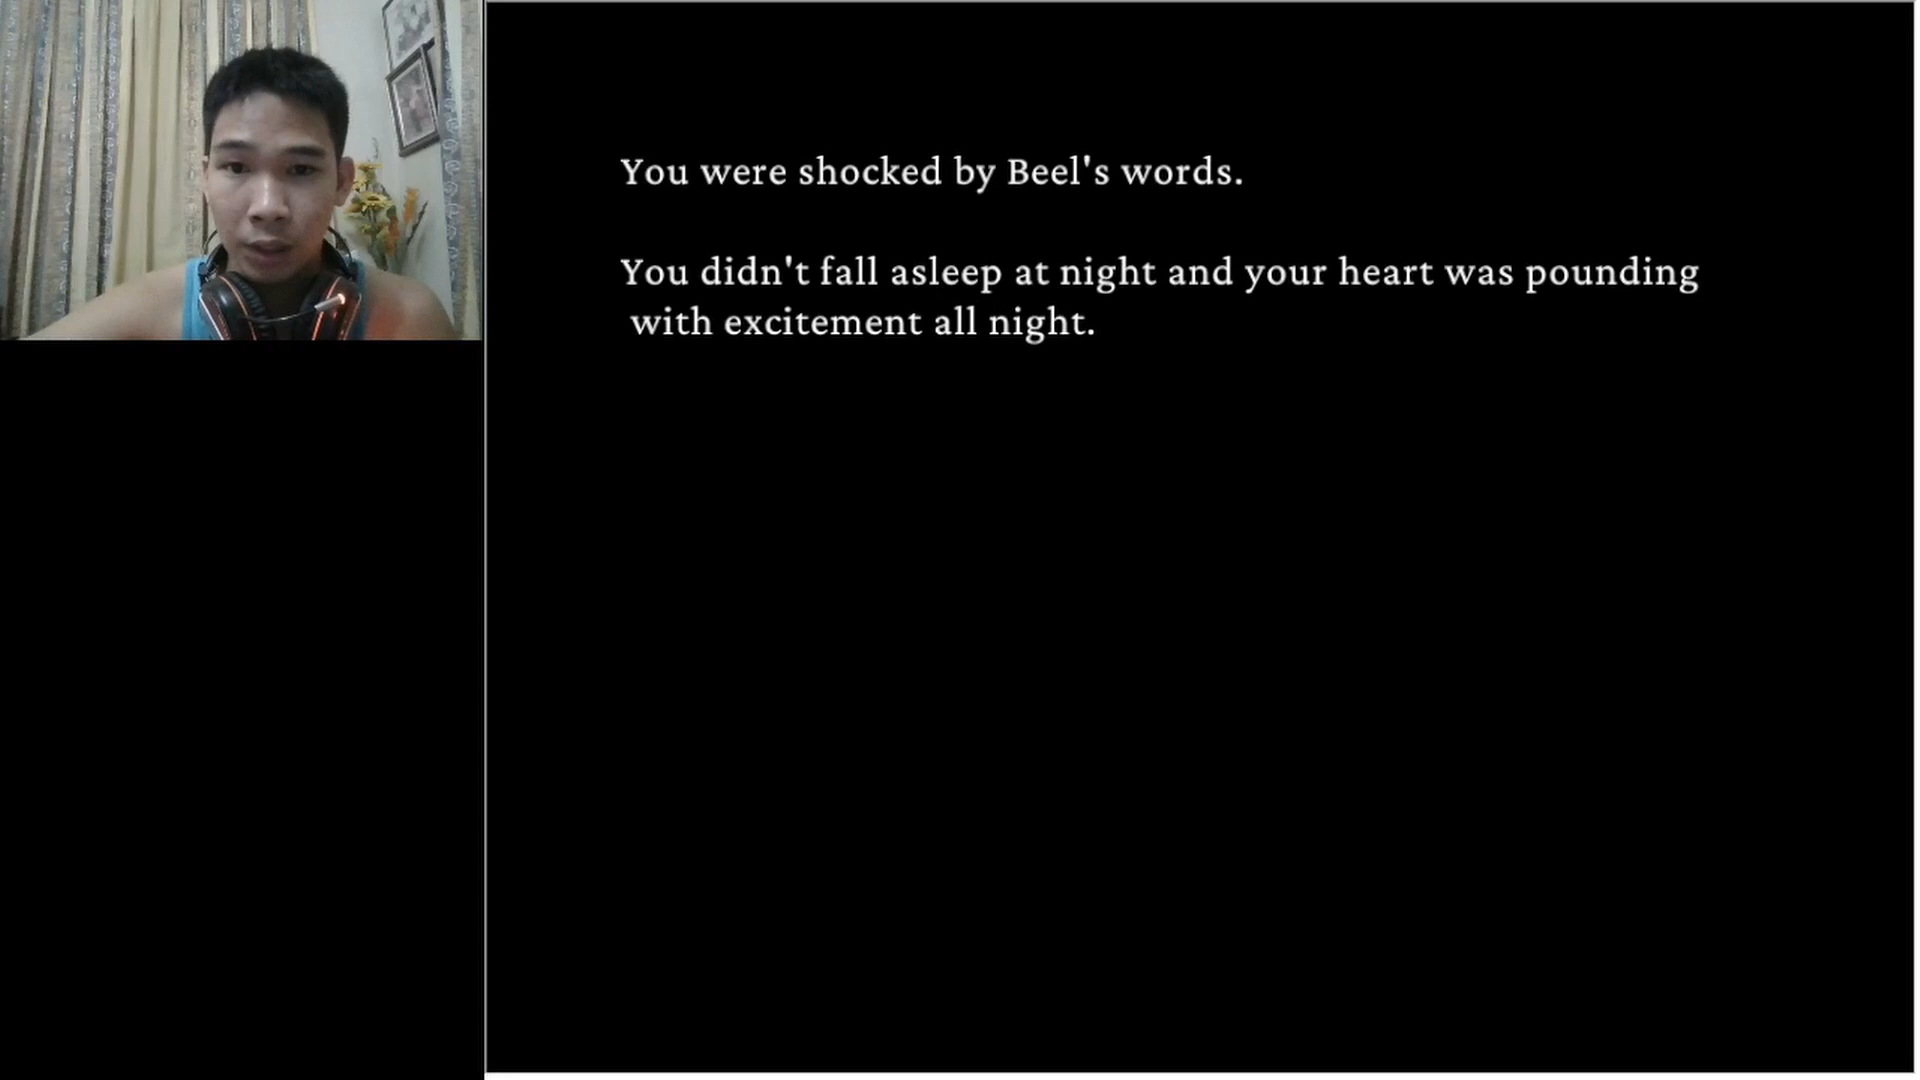 You were shocked by Beel's words.
You didn't fall asleep at night and your heart was pounding
with excitement all night.